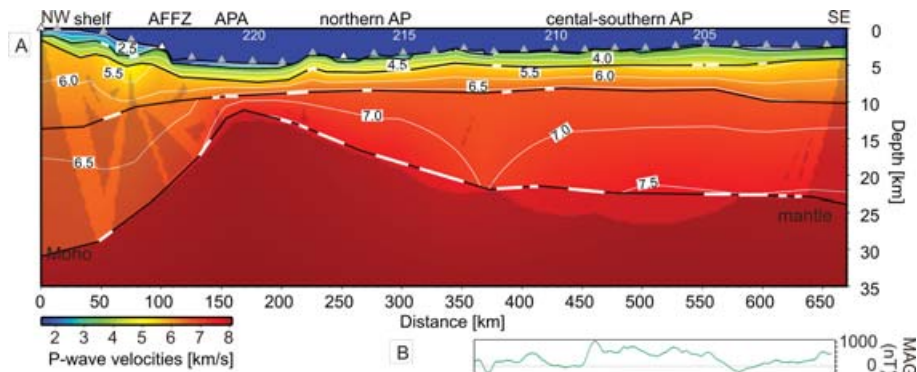 NW shelf AFFZ APA northern AP cental-southern AP SE
A
220 215 210 205
2.5 4.5 4.0
5.5 5.5 6.0
6.0 6.5
7.0 7.0
6.5 7.5
Moho mantle
0
5
10
15
20
25
30
35
Depth [km]
0 50 100 150 200 250 300 350 400 450 500 550 600 650
Distance [km]
2 3 4 5 6 7 8
P-wave velocities [km/s]
B
1000
0
MAG
(nT)